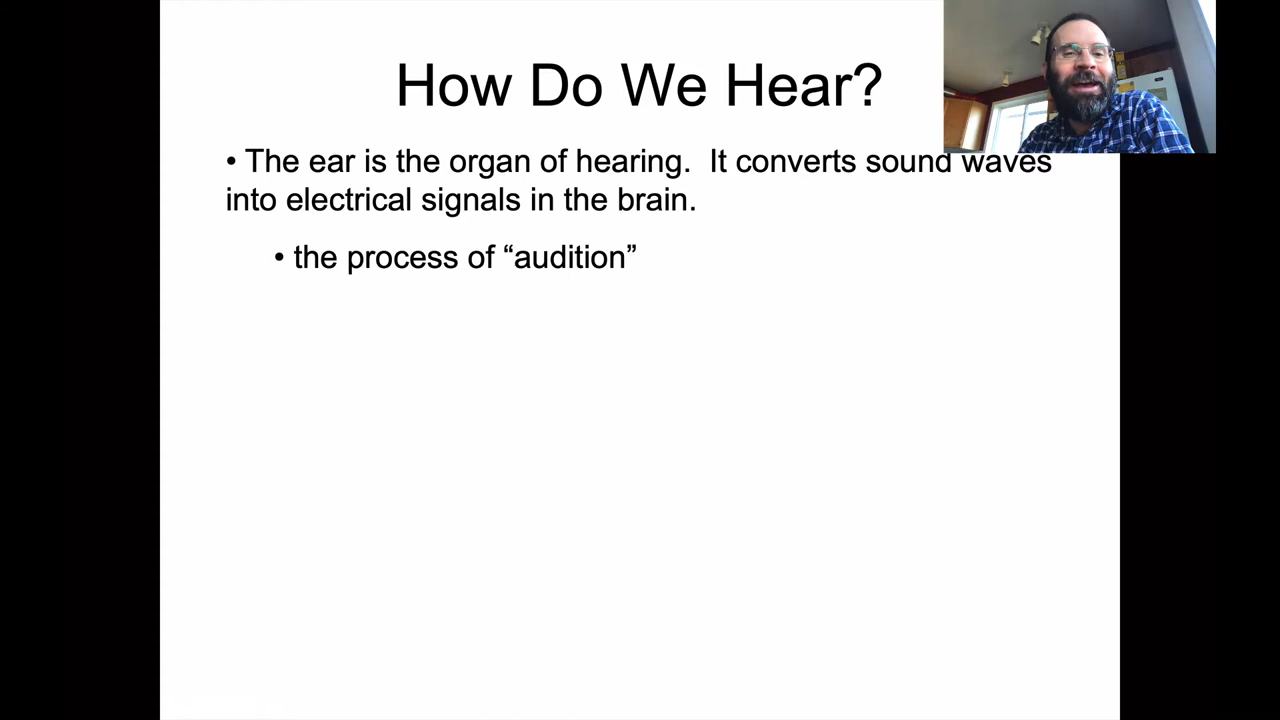 How Do We Hear?
• The ear is the organ of hearing.  It converts sound waves
into electrical signals in the brain.
• the process of “audition”